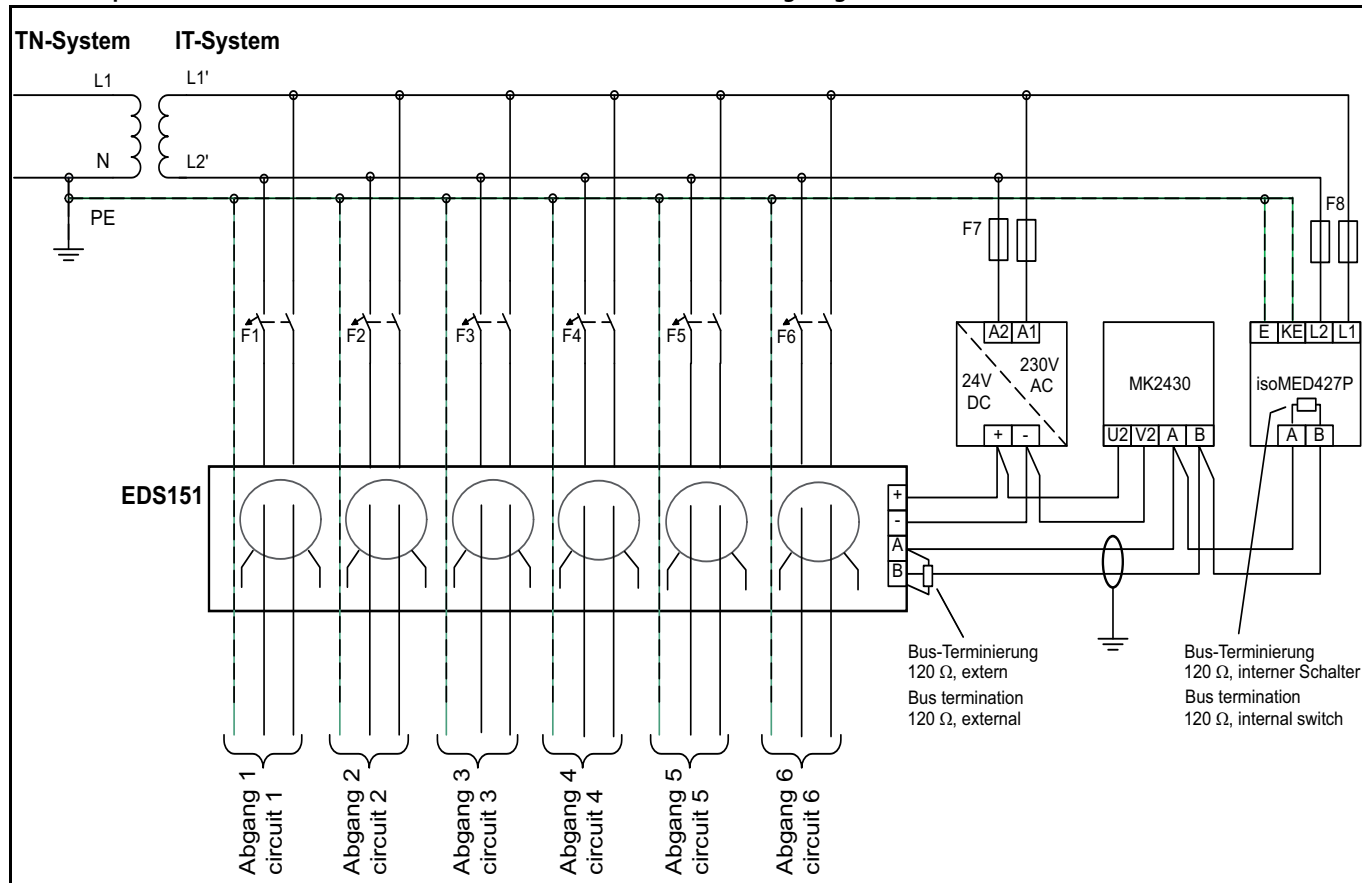 TN-System
IT-System
L1
L1'
N
L2'
PE
F7
F8
F1
F2
F3
F4
F5
F6
A2 A1
24V
DC
230V
AC
+ -
MK2430
U2 V2 A B
E KE L2 L1
isoMED427P
A B
EDS151
+
-
A
B
Bus-Terminierung
120 Ω, extern
Bus termination
120 Ω, external
Bus-Terminierung
120 Ω, interner Schalter
Bus termination
120 Ω, internal switch
Abgang 1
circuit 1
Abgang 2
circuit 2
Abgang 3
circuit 3
Abgang 4
circuit 4
Abgang 5
circuit 5
Abgang 6
circuit 6